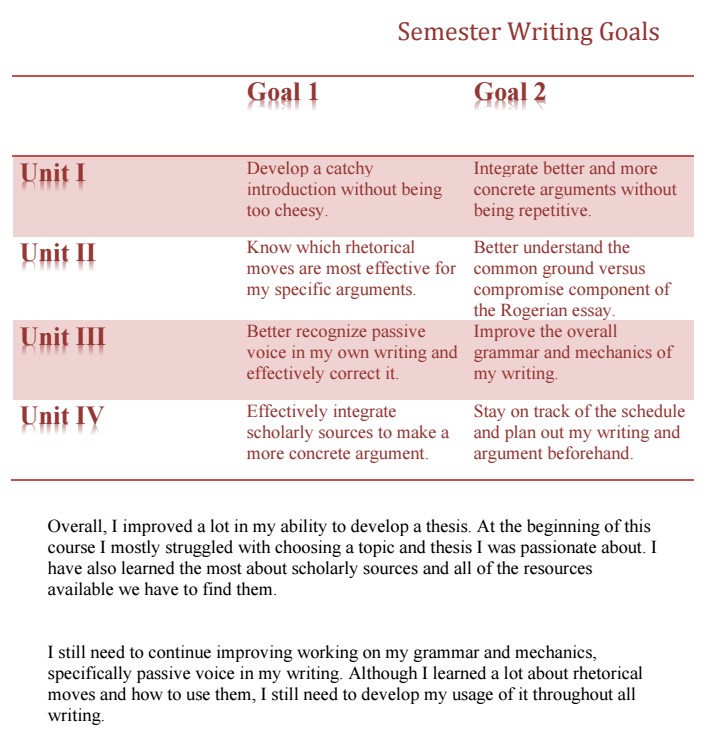 Semester Writing Goals
Goal 1 Goal 2
Unit I
Develop a catchy
introduction without being
too cheesy.
Integrate better and more
concrete arguments without
being repetitive.
Unit II
Know which rhetorical
moves are most effective for
my specific arguments.
Better understand the
common ground versus
compromise component of
the Rogerian essay.
Unit III
Better recognize passive
voice in my own writing and
effectively correct it.
Improve the overall
grammar and mechanics of
my writing.
Unit IV
Effectively integrate
scholarly sources to make a
more concrete argument.
Stay on track of the schedule
and plan out my writing and
argument beforehand.
Overall, I improved a lot in my ability to develop a thesis. At the beginning of this
course I mostly struggled with choosing a topic and thesis I was passionate about. I
have also learned the most about scholarly sources and all of the resources
available we have to find them.
I still need to continue improving working on my grammar and mechanics,
specifically passive voice in my writing. Although I learned a lot about rhetorical
moves and how to use them, I still need to develop my usage of it throughout all
writing.